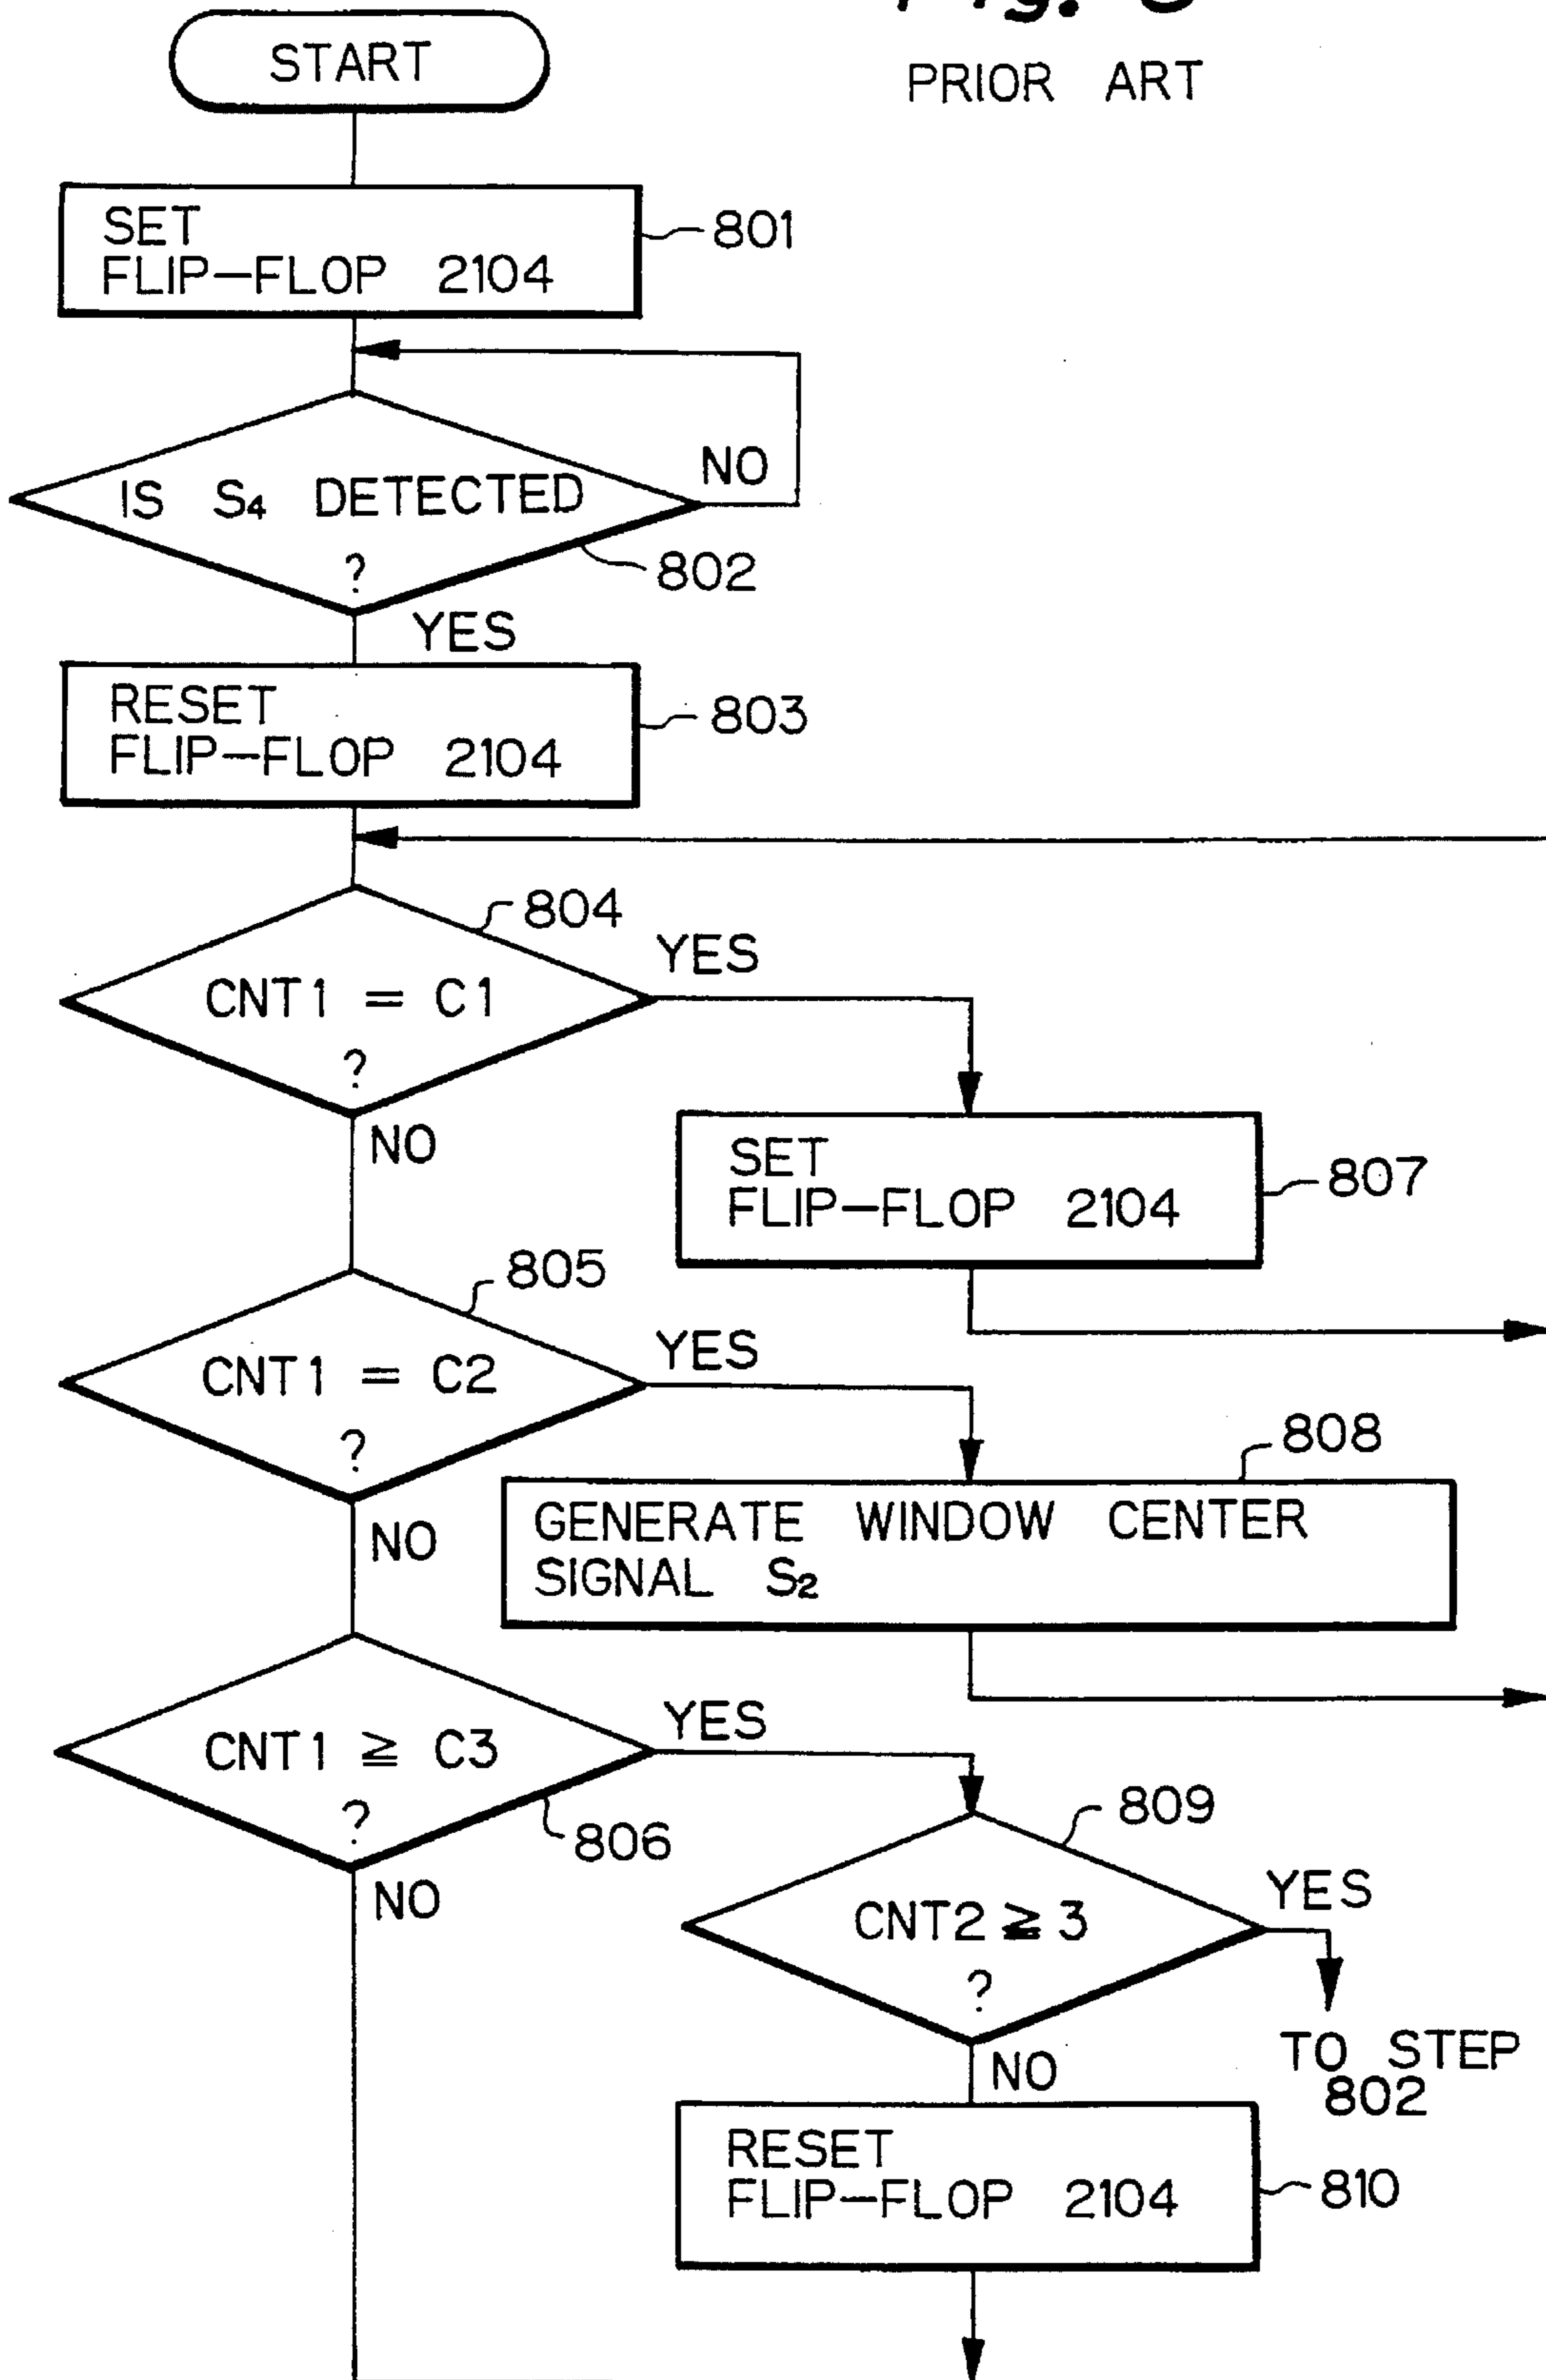 PRIOR ART
START
SET
FLIP-FLOP 2104
801
NO
IS S₄ DETECTED
?
802
YES
RESET
FLIP-FLOP 2104
803
804
YES
CNT1 = C1
?
NO
SET
FLIP-FLOP 2104
807
805
YES
CNT1 = C2
?
NO
808
GENERATE WINDOW CENTER
SIGNAL S₂
YES
CNT1 ≧ C3
?
806
NO
809
YES
CNT2 ≧ 3
?
TO STEP
802
NO
RESET
FLIP-FLOP 2104
810